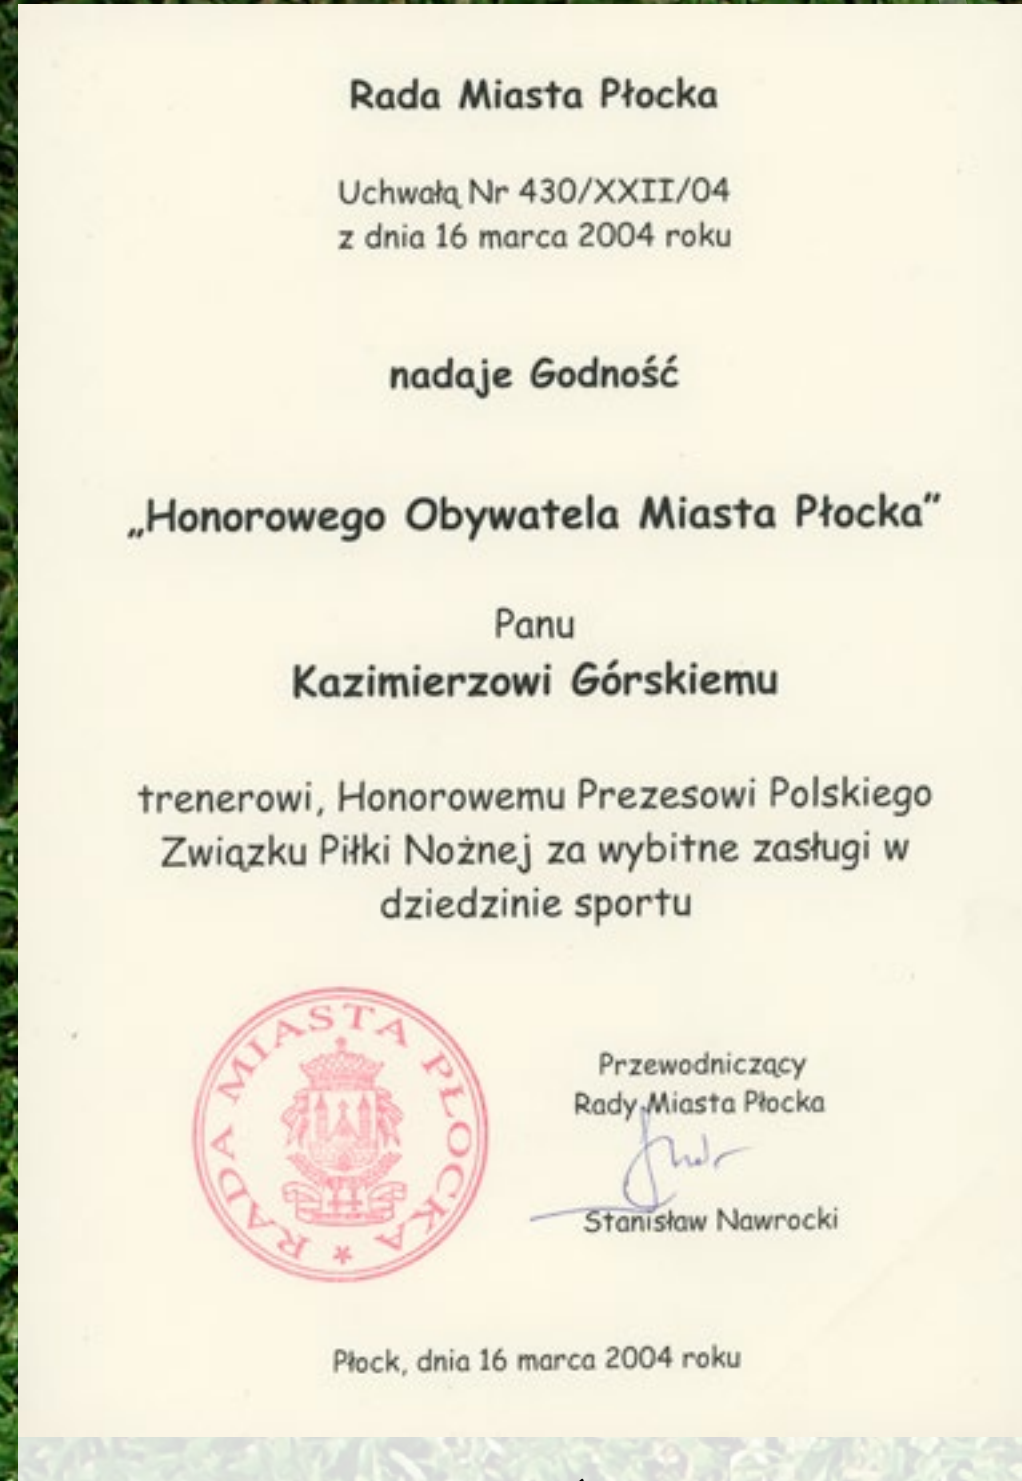 Rada Miasta Płocka
Uchwałą Nr 430/XXII/04
z dnia 16 marca 2004 roku
nadaje Godność
„Honorowego Obywatela Miasta Płocka”
Panu
Kazimierzowi Górskiemu
trenerowi, Honorowemu Prezesowi Polskiego
Związku Piłki Nożnej za wybitne zasługi w
dziedzinie sportu
RADA MIASTA PŁOCKA
Przewodniczący
Rady Miasta Płocka
Stanisław Nawrocki
Płock, dnia 16 marca 2004 roku